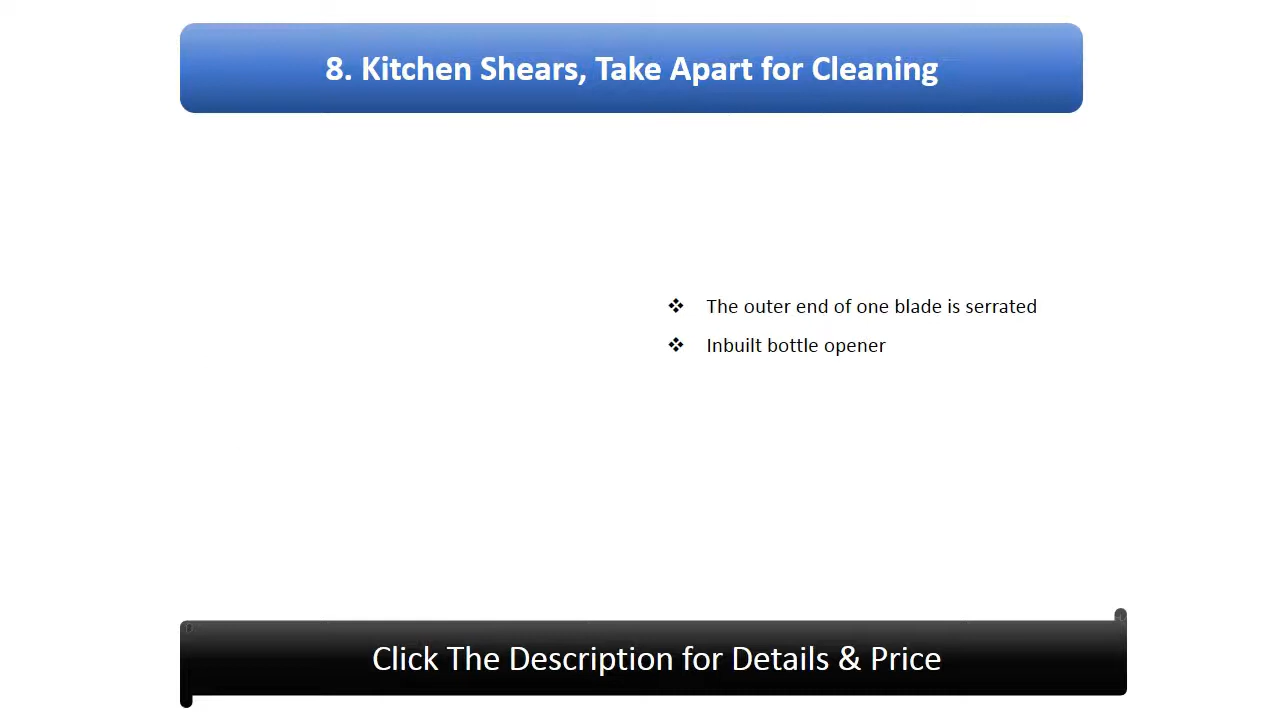 8. Kitchen Shears, Take Apart for Cleaning
❖ The outer end of one blade is serrated
❖ Inbuilt bottle opener
Click The Description for Details & Price